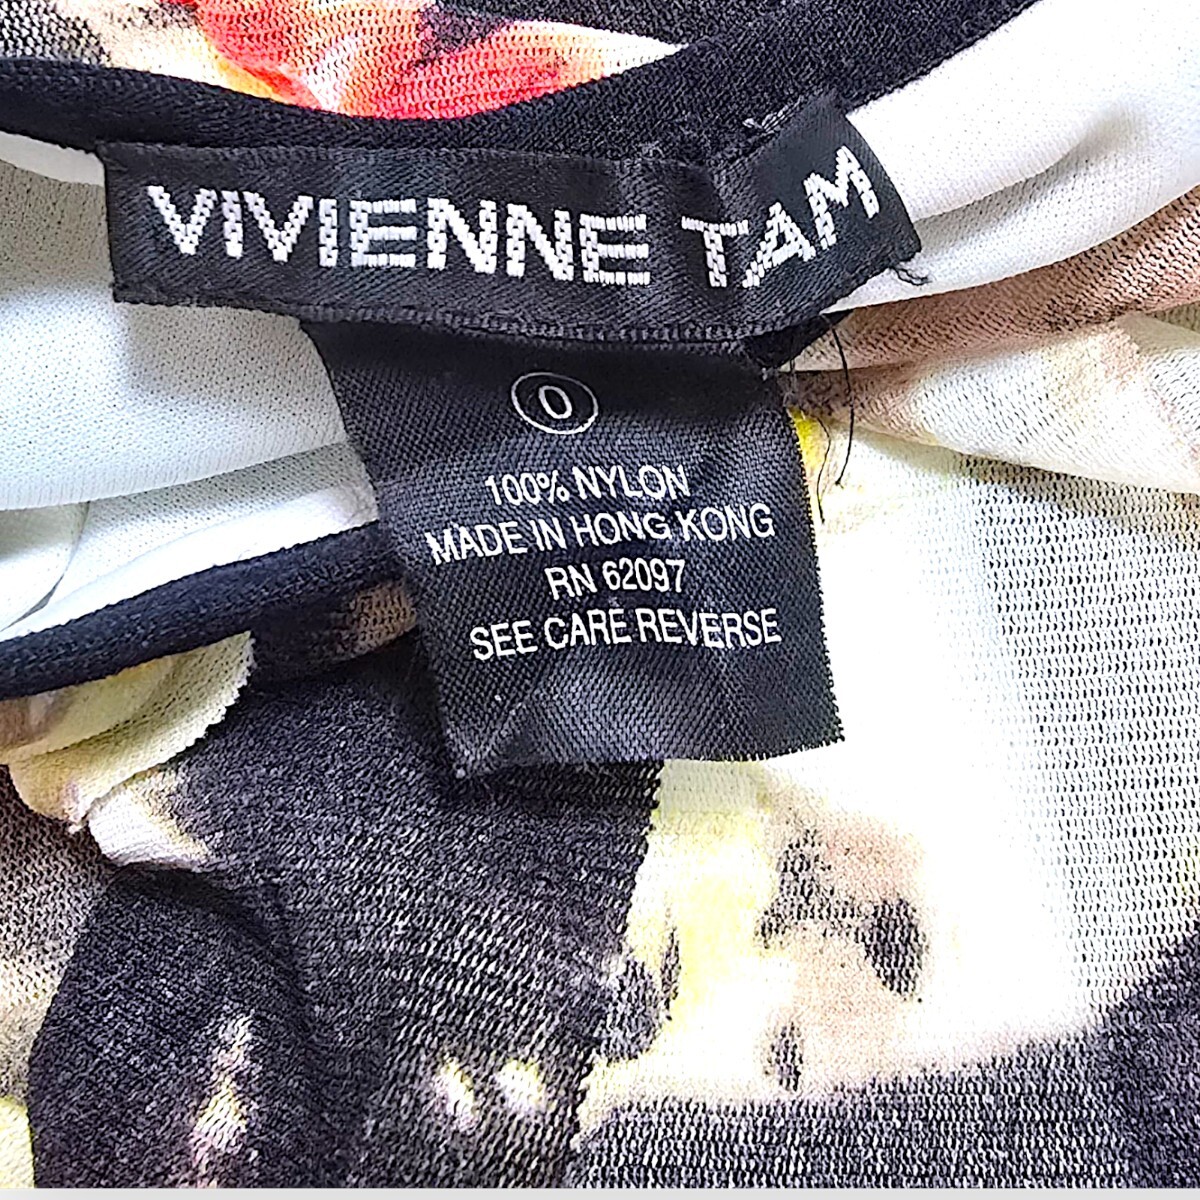 VIVIENNE TAM
0
100% NYLON
MADE IN HONG KONG
RN 62097
SEE CARE REVERSE